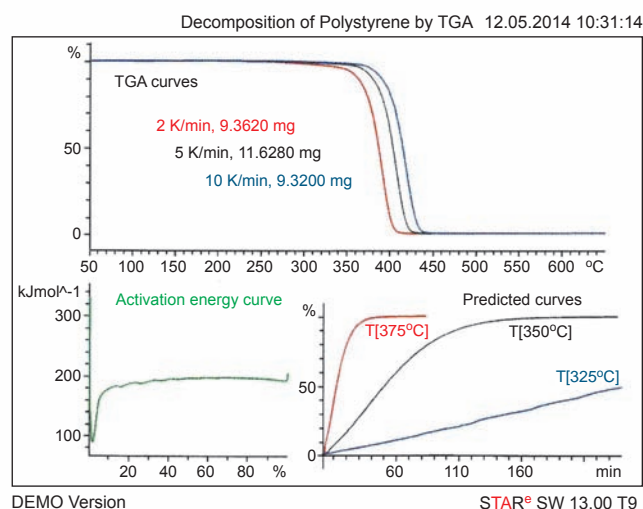 Decomposition of Polystyrene by TGA 12.05.2014 10:31:14
%
TGA curves
2 K/min, 9.3620 mg
5 K/min, 11.6280 mg
10 K/min, 9.3200 mg
50
0
50 100 150 200 250 300 350 400 450 500 550 600 ºC
kJmol^-1
Activation energy curve
300
200
100
20 40 60 80 %
%
Predicted curves
T[375ºC]
T[350ºC]
T[325ºC]
50
0
60 110 160 min
DEMO Version
STARe SW 13.00 T9